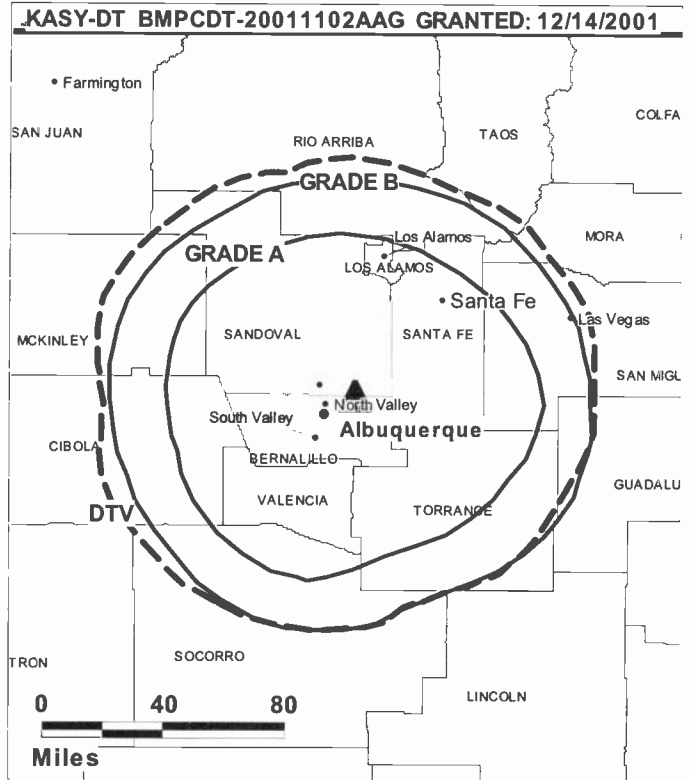 KASY-DT BMPCDT-20011102AAG GRANTED: 12/14/2001
Farmington
COLFA
SAN JUAN
TAOS
RIO ARRIBA
GRADE B
MORA
Los Alamos
GRADE A
LOS ALAMOS
Santa Fe
Las Vegas
SANDOVAL
SANTA FE
MCKINLEY
SAN MIGL
North Valley
South Valley
Albuquerque
CIBOLA
BERNALILLO
GUADALU
VALENCIA
DTV
TORRANCE
SOCORRO
TRON
LINCOLN
0 40 80
Miles